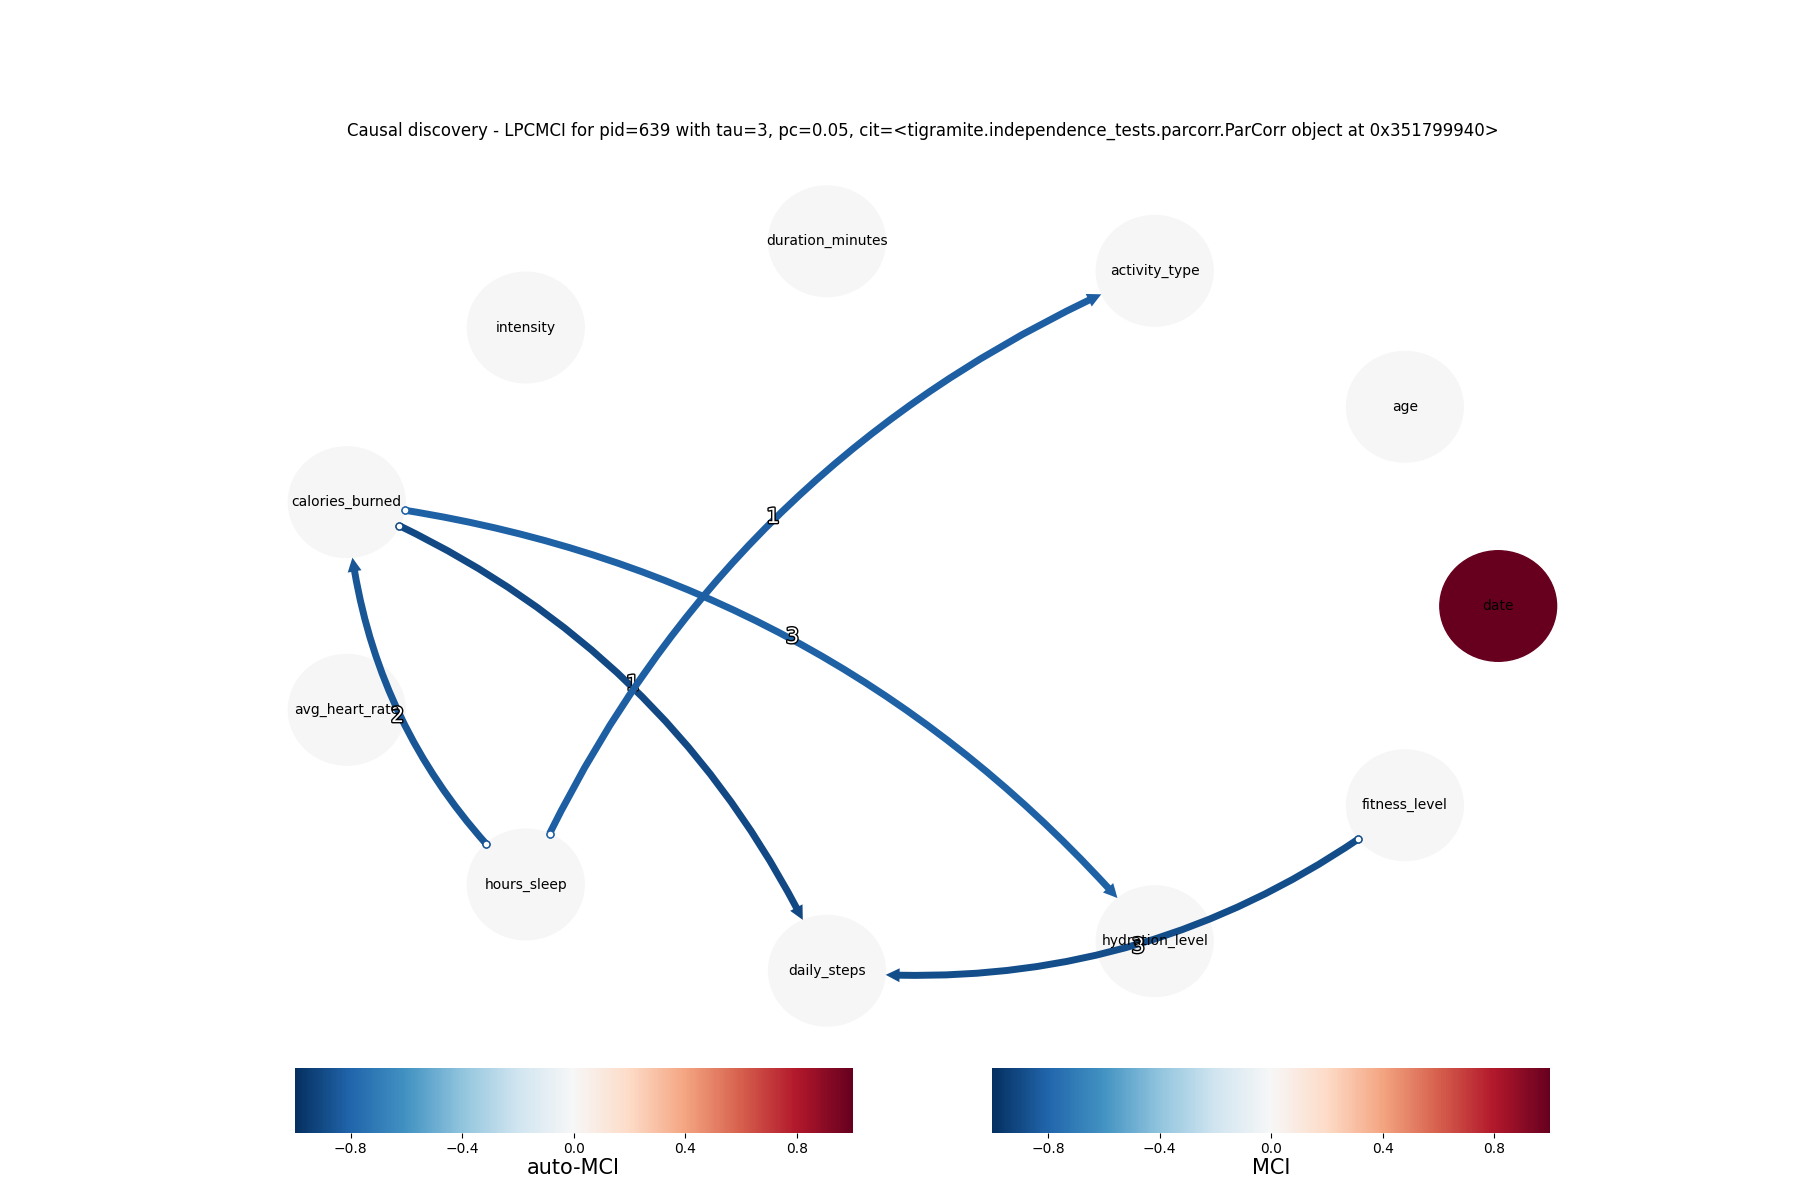 Causal discovery - LPCMCI for pid=639 with tau=3, pc=0.05, cit=<tigramite.independence_tests.parcorr.ParCorr object at 0x351799940>
duration_minutes
activity_type
intensity
age
calories_burned
1
date
3
1
avg_heart_rate
2
fitness_level
hours_sleep
hydration_level
3
daily_steps
−0.8 −0.4 0.0 0.4 0.8
auto-MCI
−0.8 −0.4 0.0 0.4 0.8
MCI